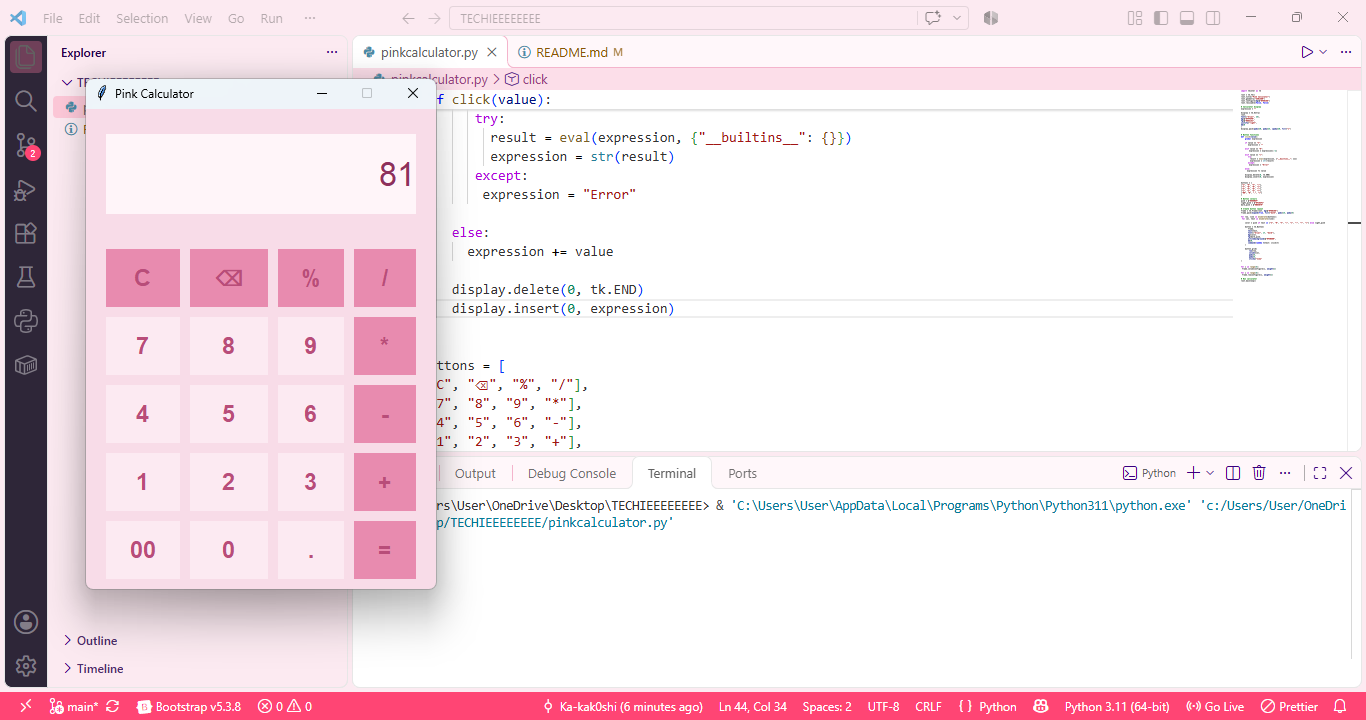 File Edit Selection View Go Run ···
TECHIEEEEEEEE
Explorer
pinkcalculator.py
README.md M
pinkcalculator.py > click
Pink Calculator
81
C ⌫ % /
7 8 9 *
4 5 6 -
1 2 3 +
00 0 . =
click(value):
try:
result = eval(expression, {"__builtins__": {}})
expression = str(result)
except:
expression = "Error"
else:
expression += value
display.delete(0, tk.END)
display.insert(0, expression)
ttons = [
C", "⌫", "%", "/"],
7", "8", "9", "*"],
4", "5", "6", "-"],
1", "2", "3", "+"],
Output Debug Console Terminal Ports
Python
rs\User\OneDrive\Desktop\TECHIEEEEEEEE> & 'C:\Users\User\AppData\Local\Programs\Python\Python311\python.exe' 'c:/Users/User/OneDri
p/TECHIEEEEEEEE/pinkcalculator.py'
2
Outline
Timeline
main* Bootstrap v5.3.8 0 0 Ka-kak0shi (6 minutes ago) Ln 44, Col 34 Spaces: 2 UTF-8 CRLF { } Python Python 3.11 (64-bit) Go Live Prettier